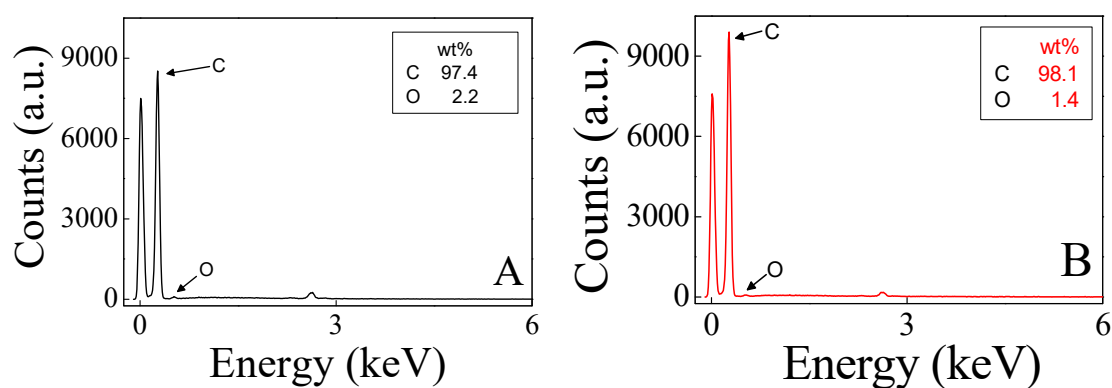 9000
6000
3000
0
Counts (a.u.)
0
3
6
Energy (keV)
C
O
wt%
C 97.4
O 2.2
A
9000
6000
3000
0
Counts (a.u.)
0
3
6
Energy (keV)
C
O
wt%
C 98.1
O 1.4
B